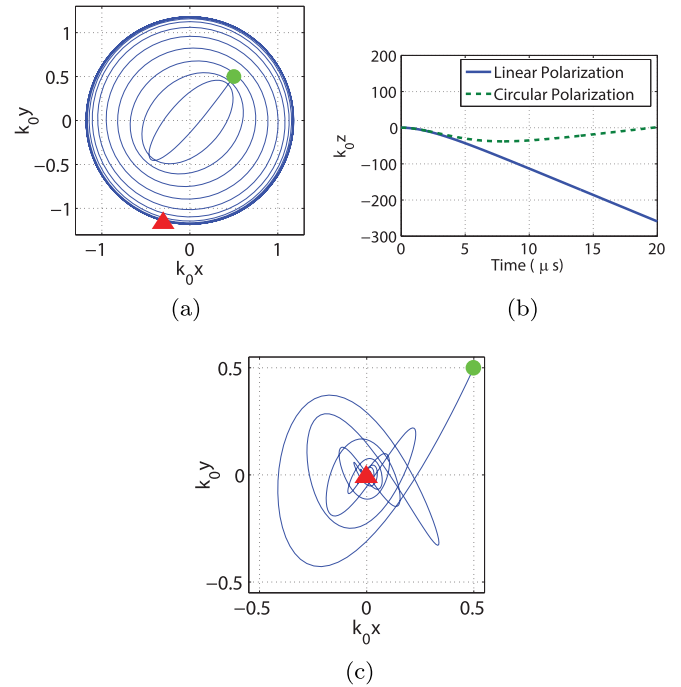 1
0.5
0
−0.5
−1
k₀y
−1 0 1
k₀x
(a)
200
100
0
−100
−200
−300
k₀z
Linear Polarization
Circular Polarization
0 5 10 15 20
Time ( μ s)
(b)
0.5
0
−0.5
k₀y
−0.5 0 0.5
k₀x
(c)